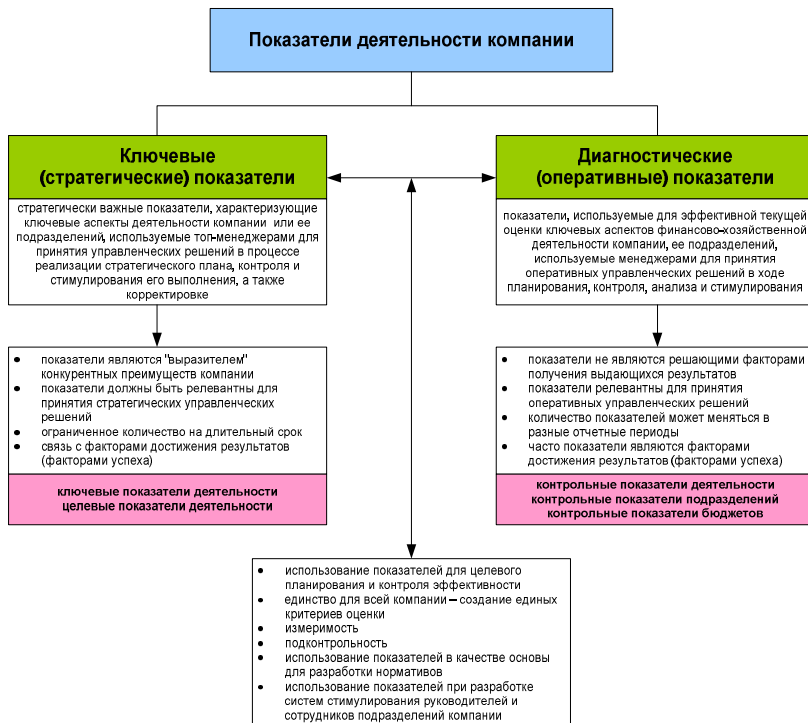 Показатели деятельности компании
Ключевые
(стратегические) показатели
стратегически важные показатели, характеризующие
ключевые аспекты деятельности компании или ее
подразделений, используемые топ-менеджерами для
принятия управленческих решений в процессе
реализации стратегического плана, контроля и
стимулирования его выполнения, а также
корректировке
• показатели являются "выразителем"
конкурентных преимуществ компании
• показатели должны быть релевантны для
принятия стратегических управленческих
решений
• ограниченное количество на длительный срок
• связь с факторами достижения результатов
(факторами успеха)
ключевые показатели деятельности
целевые показатели деятельности
Диагностические
(оперативные) показатели
показатели, используемые для эффективной текущей
оценки ключевых аспектов финансово-хозяйственной
деятельности компании, ее подразделений,
используемые менеджерами для принятия
оперативных управленческих решений в ходе
планирования, контроля, анализа и стимулирования
• показатели не являются решающими факторами
получения выдающихся результатов
• показатели релевантны для принятия
оперативных управленческих решений
• количество показателей может меняться в
разные отчетные периоды
• часто показатели являются факторами
достижения результатов (факторами успеха)
контрольные показатели деятельности
контрольные показатели подразделений
контрольные показатели бюджетов
• использование показателей для целевого
планирования и контроля эффективности
• единство для всей компании – создание единых
критериев оценки
• измеримость
• подконтрольность
• использование показателей в качестве основы
для разработки нормативов
• использование показателей при разработке
систем стимулирования руководителей и
сотрудников подразделений компании